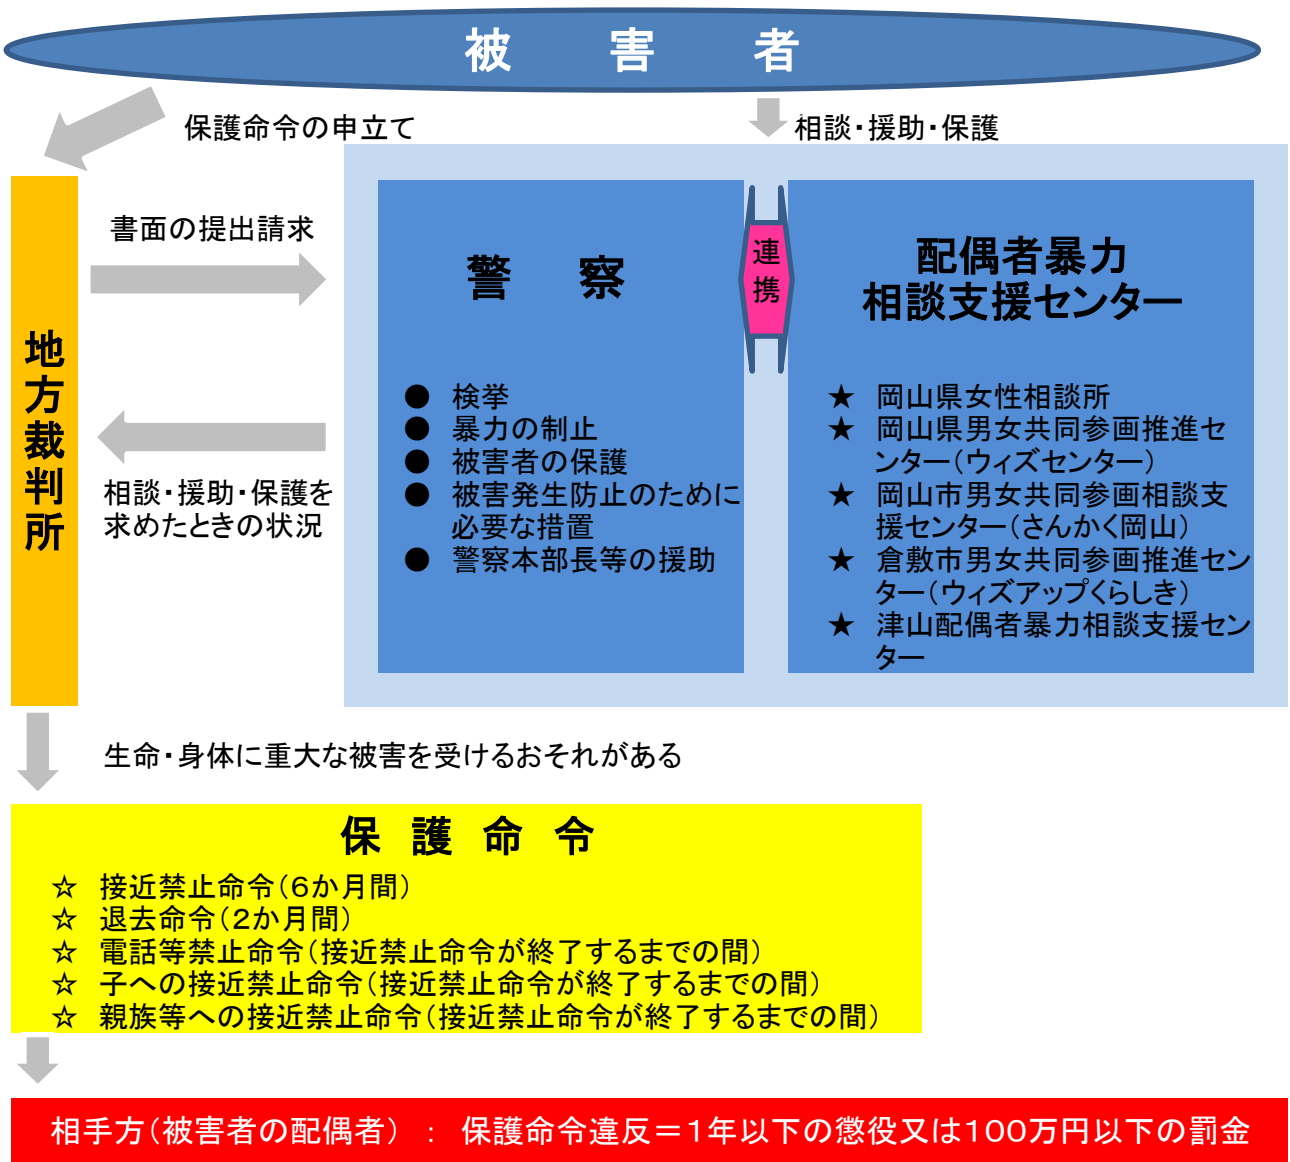 被　害　者
保護命令の申立て
相談・援助・保護
書面の提出請求
地方裁判所
相談・援助・保護を
求めたときの状況
警　察
● 検挙
● 暴力の制止
● 被害者の保護
● 被害発生防止のために
必要な措置
● 警察本部長等の援助
連携
配偶者暴力
相談支援センター
★ 岡山県女性相談所
★ 岡山県男女共同参画推進セ
ンター（ウィズセンター）
★ 岡山市男女共同参画相談支
援センター（さんかく岡山）
★ 倉敷市男女共同参画推進セン
ター（ウィズアップくらしき）
★ 津山配偶者暴力相談支援セン
ター
生命・身体に重大な被害を受けるおそれがある
保　護　命　令
☆ 接近禁止命令（６か月間）
☆ 退去命令（２か月間）
☆ 電話等禁止命令（接近禁止命令が終了するまでの間）
☆ 子への接近禁止命令（接近禁止命令が終了するまでの間）
☆ 親族等への接近禁止命令（接近禁止命令が終了するまでの間）
相手方（被害者の配偶者） ： 保護命令違反＝１年以下の懲役又は１００万円以下の罰金